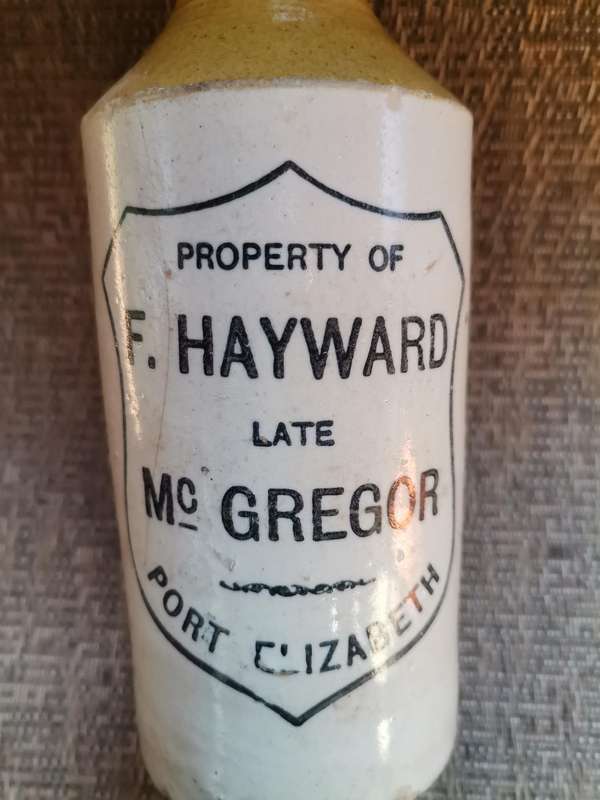 PROPERTY OF
F. HAYWARD
LATE
Mc GREGOR
PORT ELIZABETH